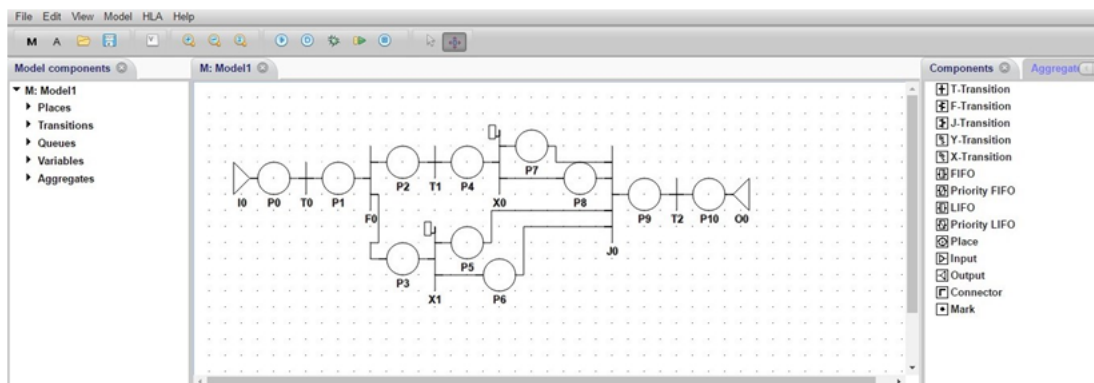 File Edit View Model HLA Help
M A
Model components
M: Model1
Components
Aggregate
M: Model1
Places
Transitions
Queues
Variables
Aggregates
P7
P2
T1
P4
X0
P8
I0
P0
T0
P1
F0
P9
T2
P10
O0
P5
J0
P3
X1
P6
T-Transition
F-Transition
J-Transition
Y-Transition
X-Transition
FIFO
Priority FIFO
LIFO
Priority LIFO
Place
Input
Output
Connector
Mark